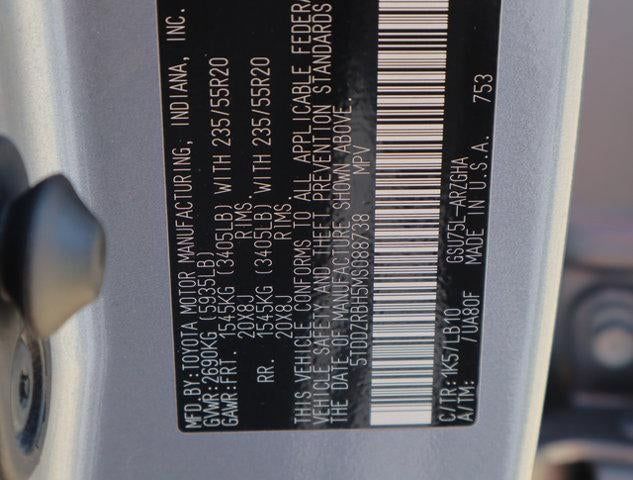 MFD.BY:TOYOTA MOTOR MANUFACTURING, INDIANA, INC.
GVWR:2690KG (5935LB)
GAWR:FRT. 1545KG (3405LB) WITH 235/55R20
20X8J RIMS.
RR. 1545KG (3405LB) WITH 235/55R20
20X8J RIMS.
THIS VEHICLE CONFORMS TO ALL APPLICABLE FEDERA
VEHICLE SAFETY AND THEFT PREVENTION STANDARDS
THE DATE OF MANUFACTURE SHOWN ABOVE.
5TDDZRBH5MS088738 MPV
C/TR:1K5/LB10 GSU75L-ARZGHA
A/TM: /UA80F MADE IN U.S.A. 753